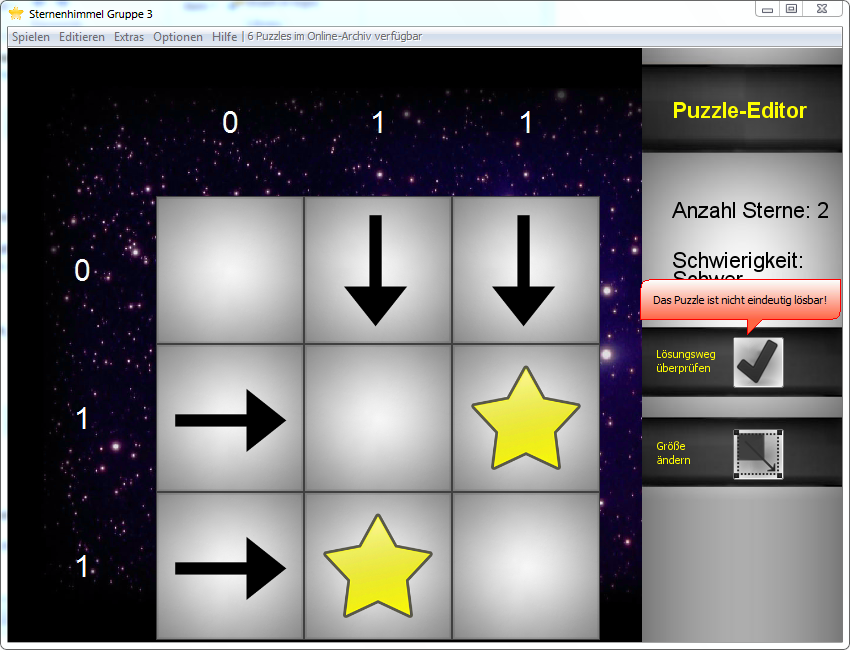 Sternenhimmel Gruppe 3
Spielen Editieren Extras Optionen Hilfe | 6 Puzzles im Online-Archiv verfügbar
0 1 1
0
1
1
Puzzle-Editor
Anzahl Sterne: 2
Schwierigkeit:
Schwer
Das Puzzle ist nicht eindeutig lösbar!
Lösungsweg
überprüfen
Größe
ändern